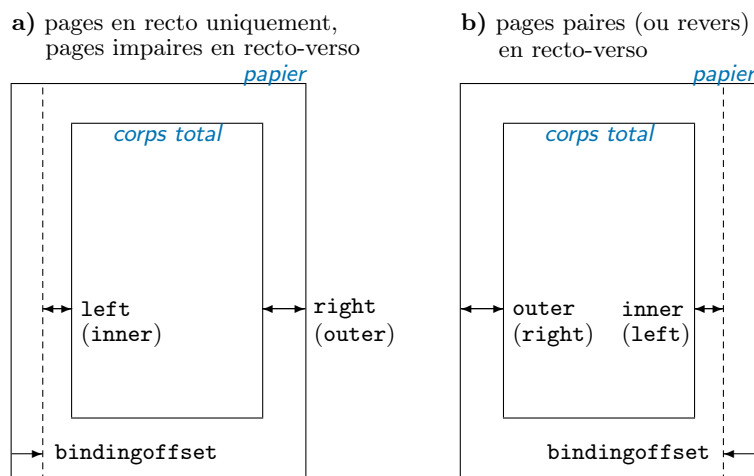 a) pages en recto uniquement,
pages impaires en recto-verso
papier
corps total
left
(inner)
right
(outer)
bindingoffset
b) pages paires (ou revers)
en recto-verso
papier
corps total
outer
(right)
inner
(left)
bindingoffset